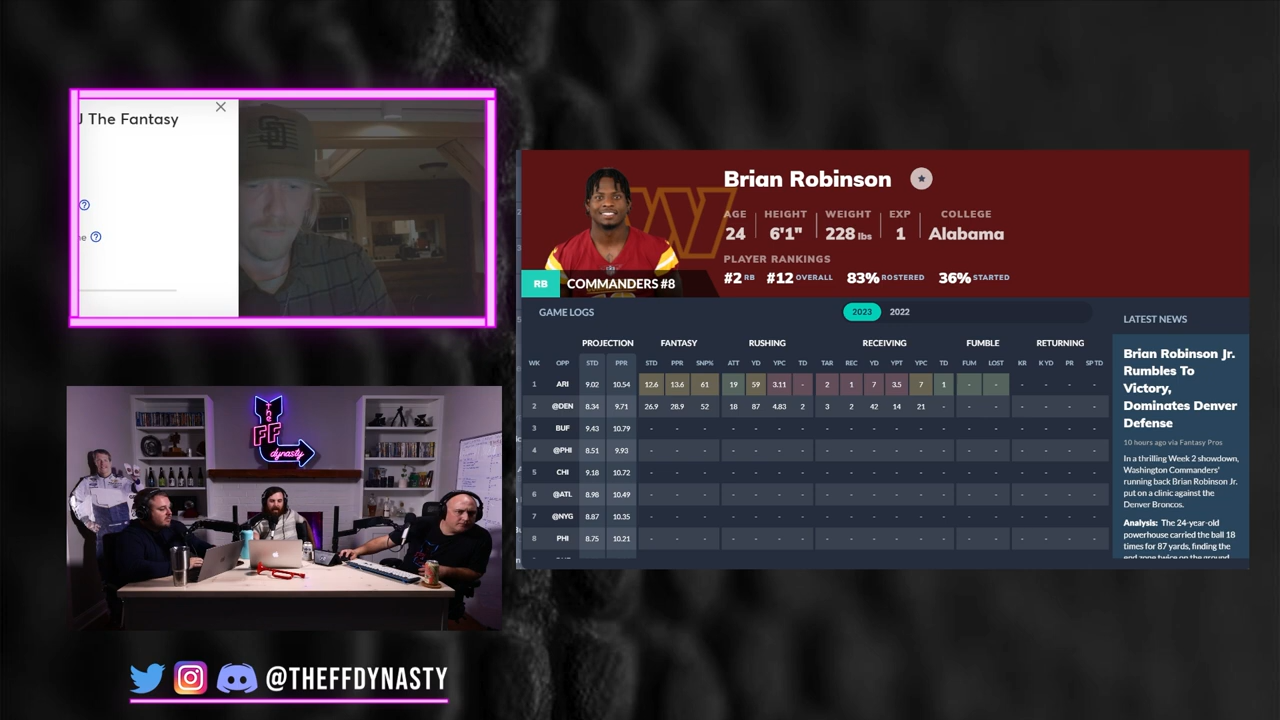 J The Fantasy
e
SD
The
FF
dynasty
@THEFFDYNASTY
Brian Robinson
AGE HEIGHT WEIGHT EXP COLLEGE
24 6'1" 228 lbs 1 Alabama
PLAYER RANKINGS
#2 RB #12 OVERALL 83% ROSTERED 36% STARTED
RB COMMANDERS #8
GAME LOGS 2023 2022
PROJECTION FANTASY RUSHING RECEIVING FUMBLE RETURNING
WK OPP STD PPR STD PPR SNP% ATT YD YPC TD TAR REC YD YPT YPC TD FUM LOST KR K YD PR SP TD
1 ARI 9.02 10.54 12.6 13.6 61 19 59 3.11 - 2 1 7 3.5 7 1 - - - - - -
2 @DEN 8.34 9.71 26.9 28.9 52 18 87 4.83 2 3 2 42 14 21 - - - - - - -
3 BUF 9.43 10.79 - - - - - - - - - - - - - - - - - - -
4 @PHI 8.51 9.93 - - - - - - - - - - - - - - - - - - -
5 CHI 9.18 10.72 - - - - - - - - - - - - - - - - - - -
6 @ATL 8.98 10.49 - - - - - - - - - - - - - - - - - - -
7 @NYG 8.87 10.35 - - - - - - - - - - - - - - - - - - -
8 PHI 8.75 10.21 - - - - - - - - - - - - - - - - - - -
LATEST NEWS
Brian Robinson Jr.
Rumbles To
Victory,
Dominates Denver
Defense
10 hours ago via Fantasy Pros
In a thrilling Week 2 showdown,
Washington Commanders'
running back Brian Robinson Jr.
put on a clinic against the
Denver Broncos.
Analysis: The 24-year-old
powerhouse carried the ball 18
times for 87 yards, finding the
end zone twice on the ground